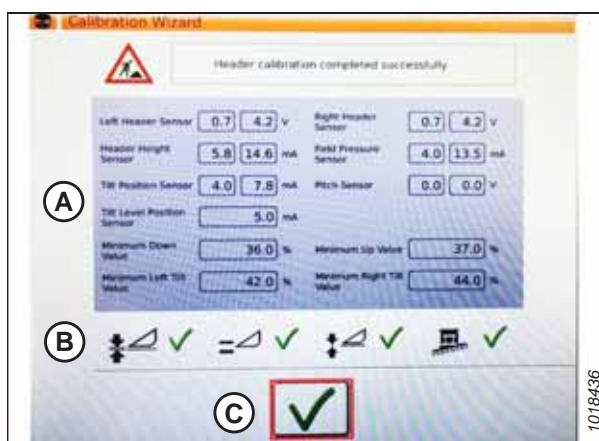 Calibration Wizard
Header calibration completed successfully
Left Header Sensor 0.7 4.2 V Right Header Sensor 0.7 4.2 V
Header Height Sensor 5.8 14.6 mA Field Pressure Sensor 4.0 13.5 mA
Tilt Position Sensor 4.0 7.8 mA Pitch Sensor 0.0 0.0 V
Tilt Level Position Sensor 5.0 mA
Minimum Down Value 36.0 % Minimum Up Value 37.0 %
Minimum Left Tilt Value 42.0 % Minimum Right Tilt Value 44.0 %
A
B
C
1018436